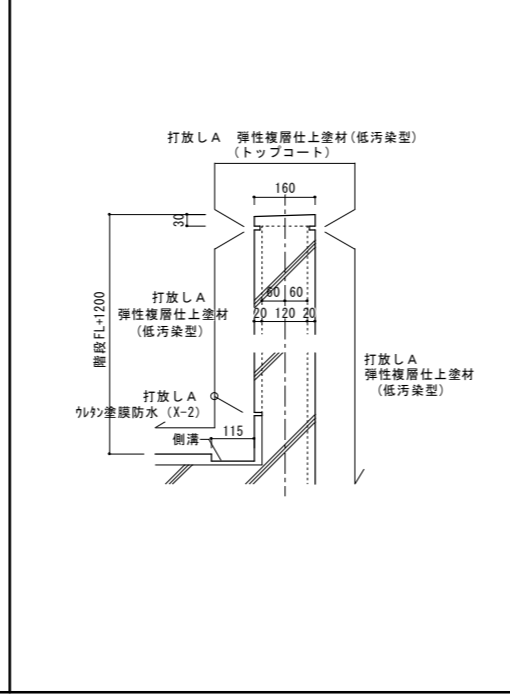 打放しA 弾性複層仕上塗材(低汚染型)
(トップコート)
160
30
階段FL+1200
60 60
20 120 20
打放しA
弾性複層仕上塗材
(低汚染型)
打放しA
弾性複層仕上塗材
(低汚染型)
打放しA
ウレタン塗膜防水 (X-2)
側溝 115